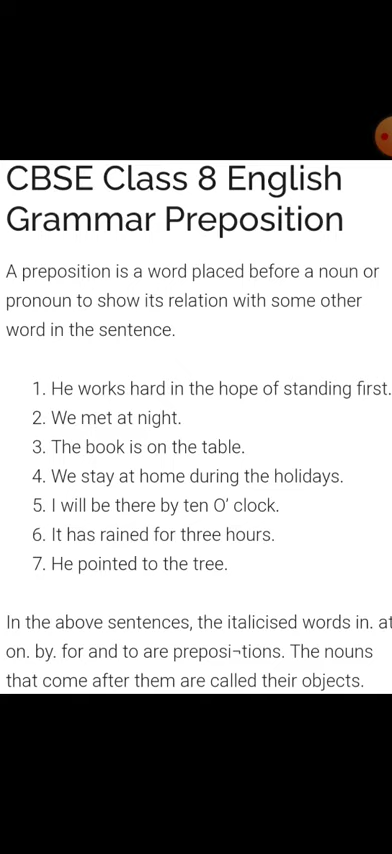 CBSE Class 8 English
Grammar Preposition
A preposition is a word placed before a noun or
pronoun to show its relation with some other
word in the sentence.
1. He works hard in the hope of standing first.
2. We met at night.
3. The book is on the table.
4. We stay at home during the holidays.
5. I will be there by ten O’ clock.
6. It has rained for three hours.
7. He pointed to the tree.
In the above sentences, the italicised words in. at
on. by. for and to are preposi¬tions. The nouns
that come after them are called their objects.